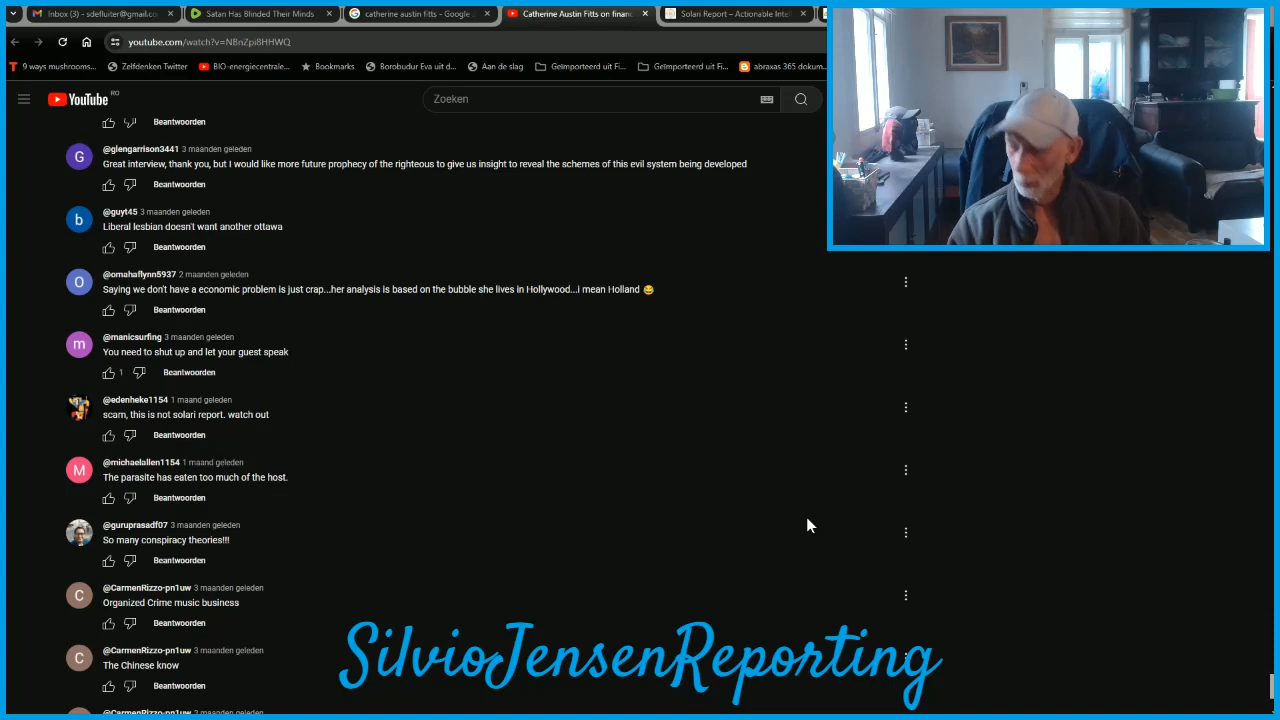 Inbox (3) - sdefluiter@gmail.co
Satan Has Blinded Their Minds
catherine austin fitts - Google
Catherine Austin Fitts on finan
Solari Report – Actionable Intel
youtube.com/watch?v=NBnZpi8HHWQ
9 ways mushrooms...
Zelfdenken Twitter
BIO-energiecentrale...
Bookmarks
Borobudur Eva uit d...
Aan de slag
Geïmporteerd uit Fi...
Geïmporteerd uit Fi...
abraxas 365 dokum...
YouTube RO
Zoeken
Beantwoorden
G
@glengarrison3441 3 maanden geleden
Great interview, thank you, but I would like more future prophecy of the righteous to give us insight to reveal the schemes of this evil system being developed
Beantwoorden
b
@guyt45 3 maanden geleden
Liberal lesbian doesn't want another ottawa
Beantwoorden
O
@omahaflynn5937 2 maanden geleden
Saying we don't have a economic problem is just crap...her analysis is based on the bubble she lives in Hollywood...i mean Holland 😂
Beantwoorden
m
@manicsurfing 3 maanden geleden
You need to shut up and let your guest speak
1 Beantwoorden
@edenheke1154 1 maand geleden
scam, this is not solari report. watch out
Beantwoorden
M
@michaelallen1154 1 maand geleden
The parasite has eaten too much of the host.
Beantwoorden
@guruprasadf07 3 maanden geleden
So many conspiracy theories!!!
Beantwoorden
C
@CarmenRizzo-pn1uw 3 maanden geleden
Organized Crime music business
Beantwoorden
C
@CarmenRizzo-pn1uw 3 maanden geleden
The Chinese know
Beantwoorden
@CarmenRizzo-pn1uw 3 maanden geleden
SilvioJensenReporting